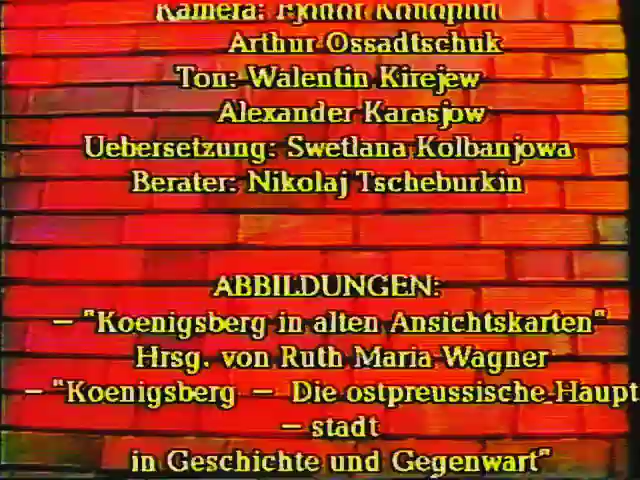 Kamera:
Arthur Ossadtschuk
Ton: Walentin Kirejew
Alexander Karasjow
Uebersetzung: Swetlana Kolbanjowa
Berater: Nikolaj Tscheburkin
ABBILDUNGEN:
— "Koenigsberg in alten Ansichtskarten"
Hrsg. von Ruth Maria Wagner
— "Koenigsberg — Die ostpreussische Haupt
— stadt
in Geschichte und Gegenwart"